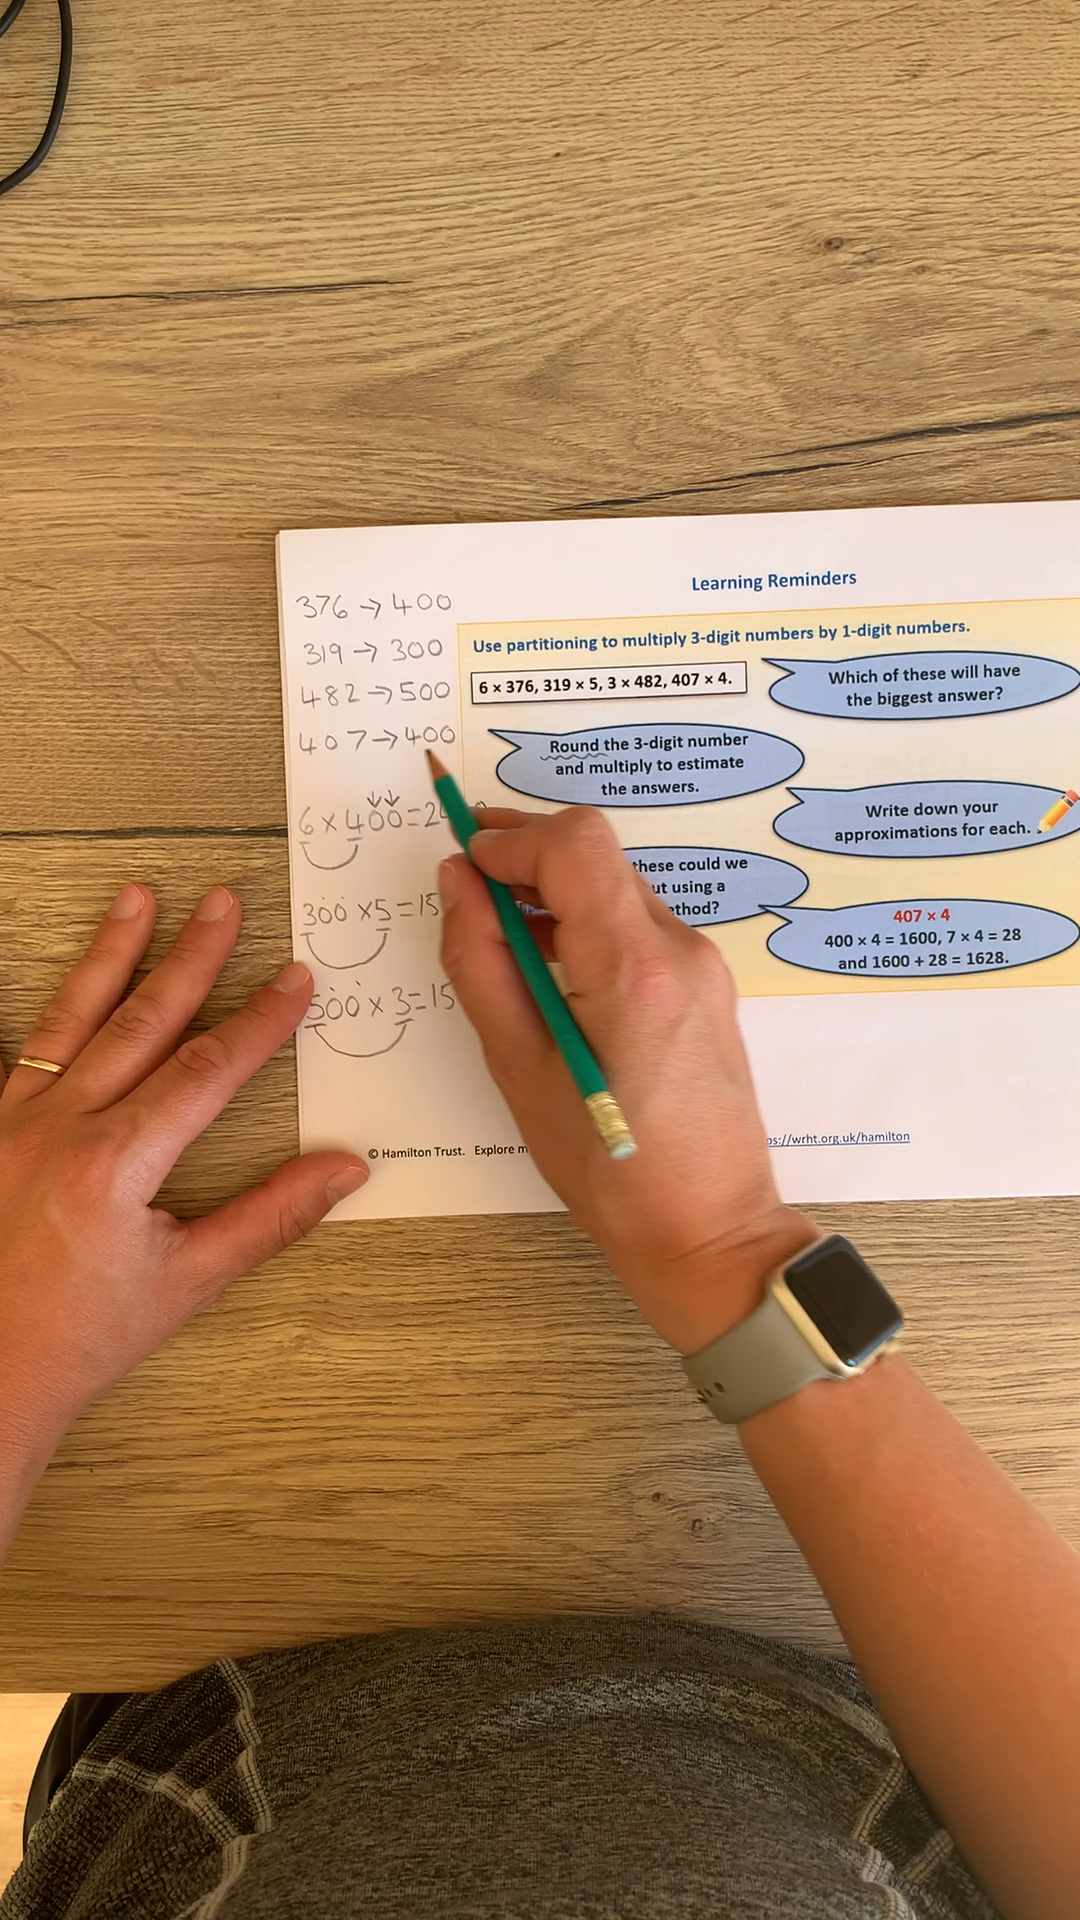 Learning Reminders
376 → 400
319 → 300
482 → 500
407 → 400
6 × 400 = 2
300 × 5 = 15
500 × 3 = 15
Use partitioning to multiply 3-digit numbers by 1-digit numbers.
6 × 376, 319 × 5, 3 × 482, 407 × 4.
Which of these will have
the biggest answer?
Round the 3-digit number
and multiply to estimate
the answers.
Write down your
approximations for each.
these could we
using a
407 × 4
400 × 4 = 1600, 7 × 4 = 28
and 1600 + 28 = 1628.
© Hamilton Trust. Explore
://wrht.org.uk/hamilton